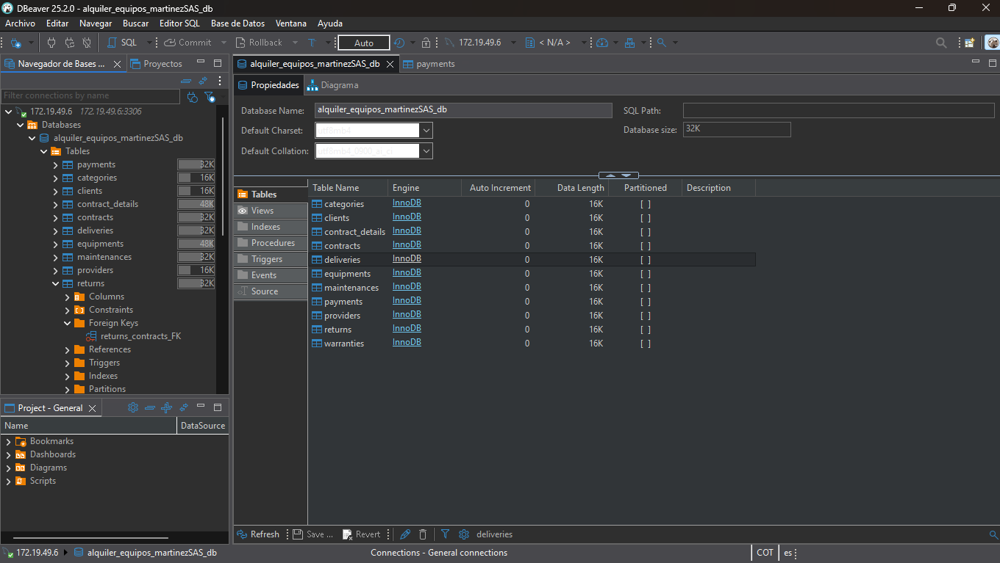 DBeaver 25.2.0 - alquiler_equipos_martinezSAS_db
Archivo Editar Navegar Buscar Editor SQL Base de Datos Ventana Ayuda
SQL Commit Rollback T Auto 172.19.49.6 < N/A >
Navegador de Bases ... Proyectos
Filter connections by name
172.19.49.6 172.19.49.6:3306
Databases
alquiler_equipos_martinezSAS_db
Tables
payments 32K
categories 16K
clients 16K
contract_details 48K
contracts 32K
deliveries 32K
equipments 48K
maintenances 32K
providers 16K
returns 32K
Columns
Constraints
Foreign Keys
returns_contracts_FK
References
Triggers
Indexes
Partitions
Project - General
Name DataSource
Bookmarks
Dashboards
Diagrams
Scripts
alquiler_equipos_martinezSAS_db payments
Propiedades Diagrama
Database Name: alquiler_equipos_martinezSAS_db SQL Path:
Default Charset: utf8mb4 Database size: 32K
Default Collation: utf8mb4_0900_ai_ci
Tables
Views
Indexes
Procedures
Triggers
Events
Source
Table Name Engine Auto Increment Data Length Partitioned Description
categories InnoDB 0 16K [ ]
clients InnoDB 0 16K [ ]
contract_details InnoDB 0 16K [ ]
contracts InnoDB 0 16K [ ]
deliveries InnoDB 0 16K [ ]
equipments InnoDB 0 16K [ ]
maintenances InnoDB 0 16K [ ]
payments InnoDB 0 16K [ ]
providers InnoDB 0 16K [ ]
returns InnoDB 0 16K [ ]
warranties InnoDB 0 16K [ ]
Refresh Save ... Revert deliveries
172.19.49.6 alquiler_equipos_martinezSAS_db Connections - General connections COT es